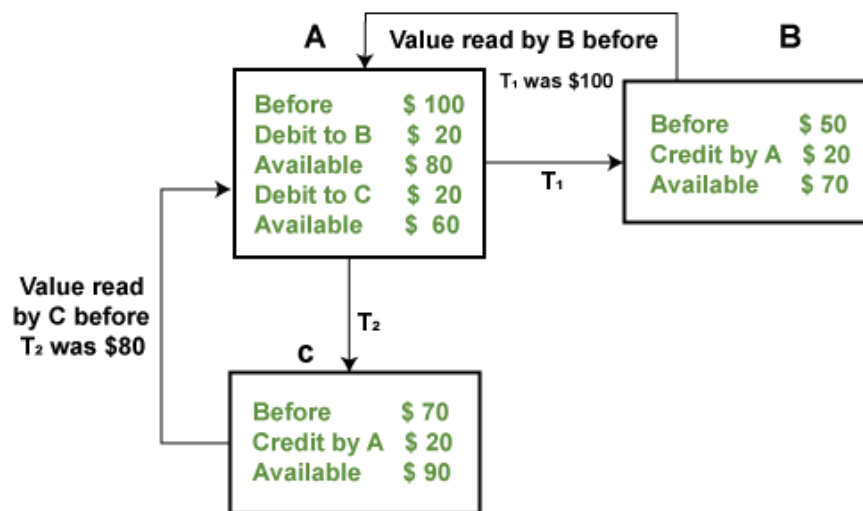 A
Value read by B before
T₁ was $100
B
Before $ 100
Debit to B $ 20
Available $ 80
Debit to C $ 20
Available $ 60
T₁
Before $ 50
Credit by A $ 20
Available $ 70
Value read
by C before
T₂ was $80
T₂
c
Before $ 70
Credit by A $ 20
Available $ 90